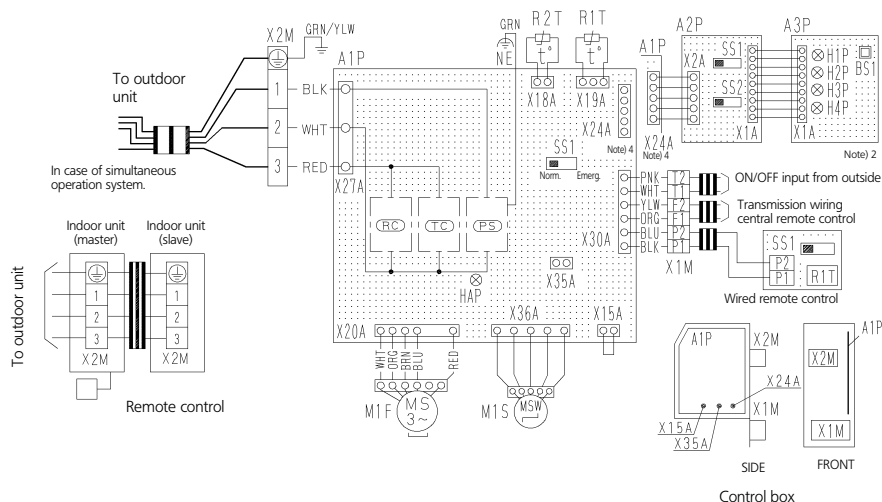 GRN/YLW
X2M
To outdoor unit
1 BLK
2 WHT
3 RED
In case of simultaneous operation system.
A1P
X27A
RC
TC
PS
GRN
NE
R2T
R1T
t°
t°
X18A
X19A
X24A
Note) 4
SS1
Norm. Emerg.
X30A
X35A
HAP
X20A
X36A
X15A
WHT
ORG
BRN
BLU
RED
M1F
MS
3~
M1S
MSW
A1P
X24A
Note) 4
A2P
SS1
X2A
SS2
X1A
A3P
H1P
H2P
H3P
H4P
BS1
X1A
Note) 2
PNK T2
WHT T1
YLW F2
ORG F1
BLU P2
BLK P1
X1M
ON/OFF input from outside
Transmission wiring
central remote control
SS1
P2
P1
R1T
Wired remote control
To outdoor unit
Indoor unit
(master)
1
2
3
X2M
Indoor unit
(slave)
1
2
3
X2M
Remote control
A1P
X2M
X24A
X1M
X15A
X35A
SIDE
A1P
X2M
X1M
FRONT
Control box